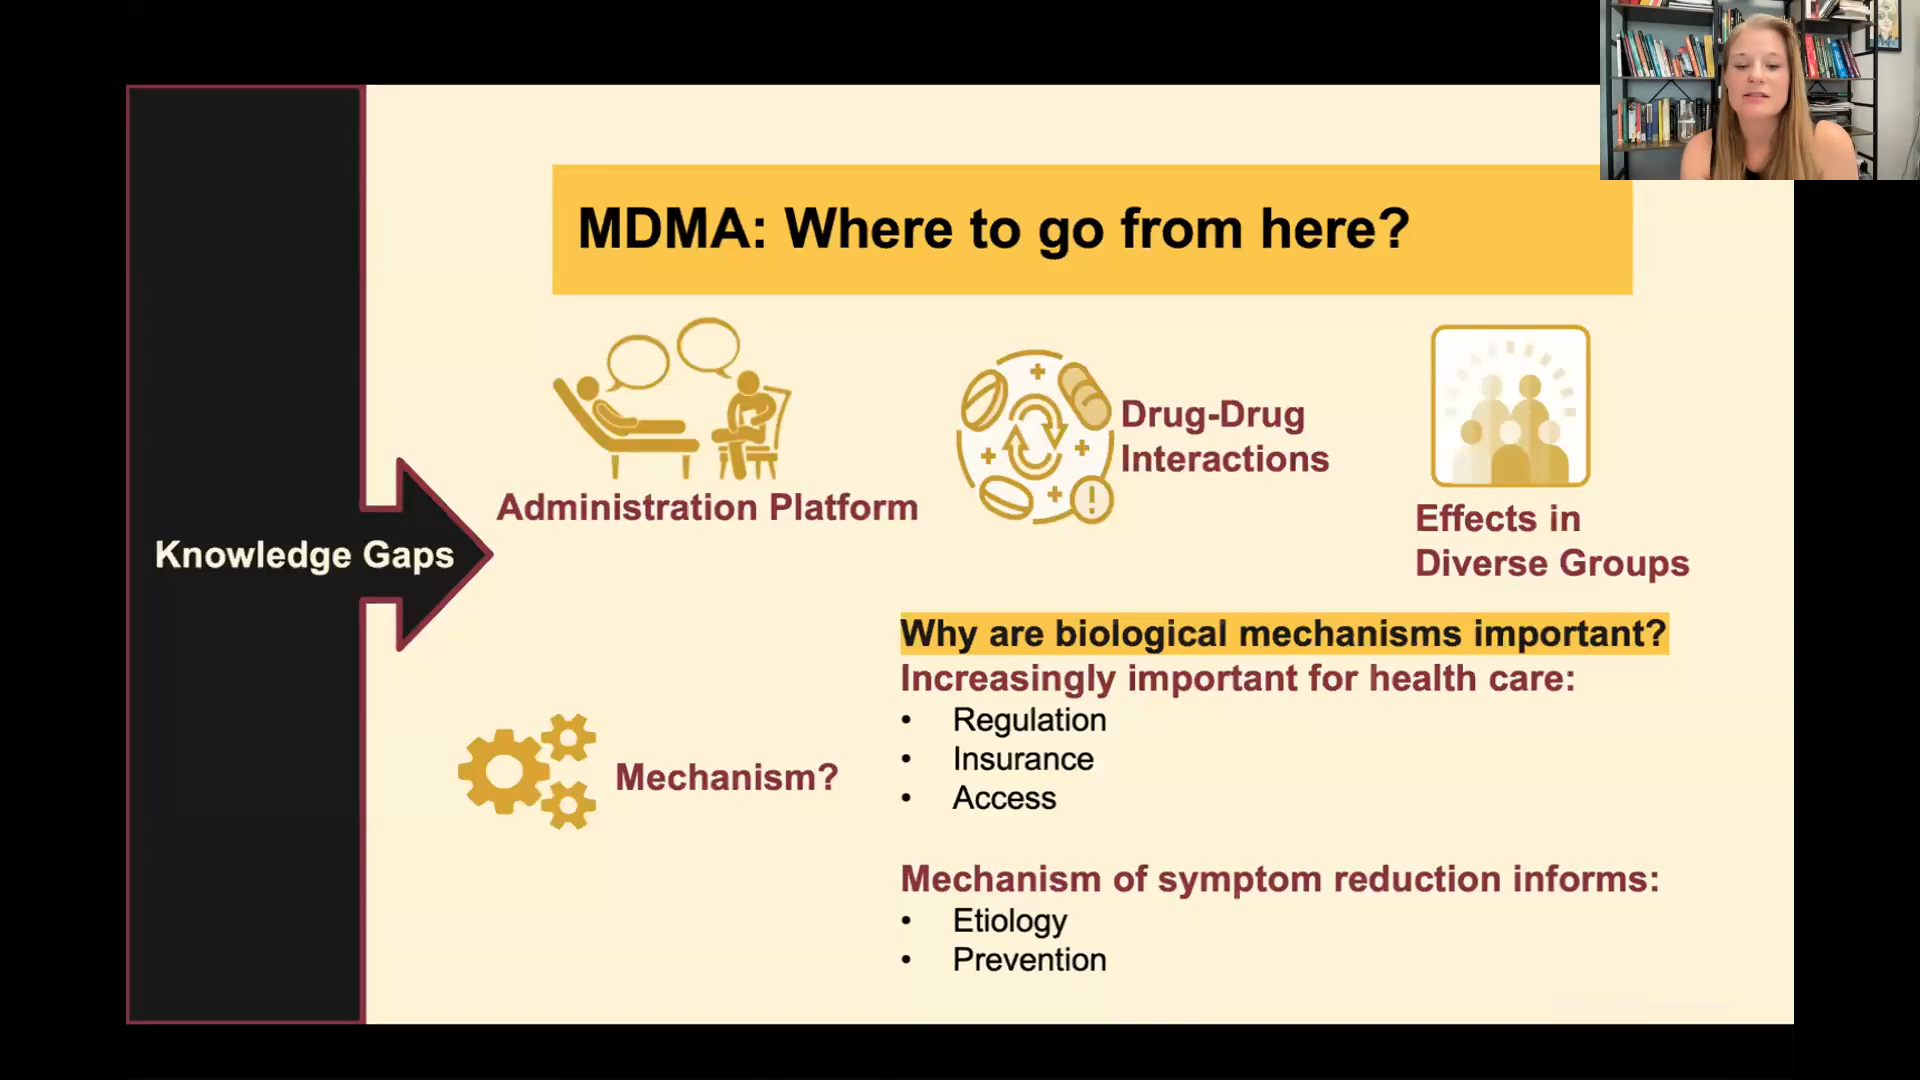 MDMA: Where to go from here?
Knowledge Gaps
Administration Platform
Drug-Drug
Interactions
Effects in
Diverse Groups
Mechanism?
Why are biological mechanisms important?
Increasingly important for health care:
• Regulation
• Insurance
• Access
Mechanism of symptom reduction informs:
• Etiology
• Prevention